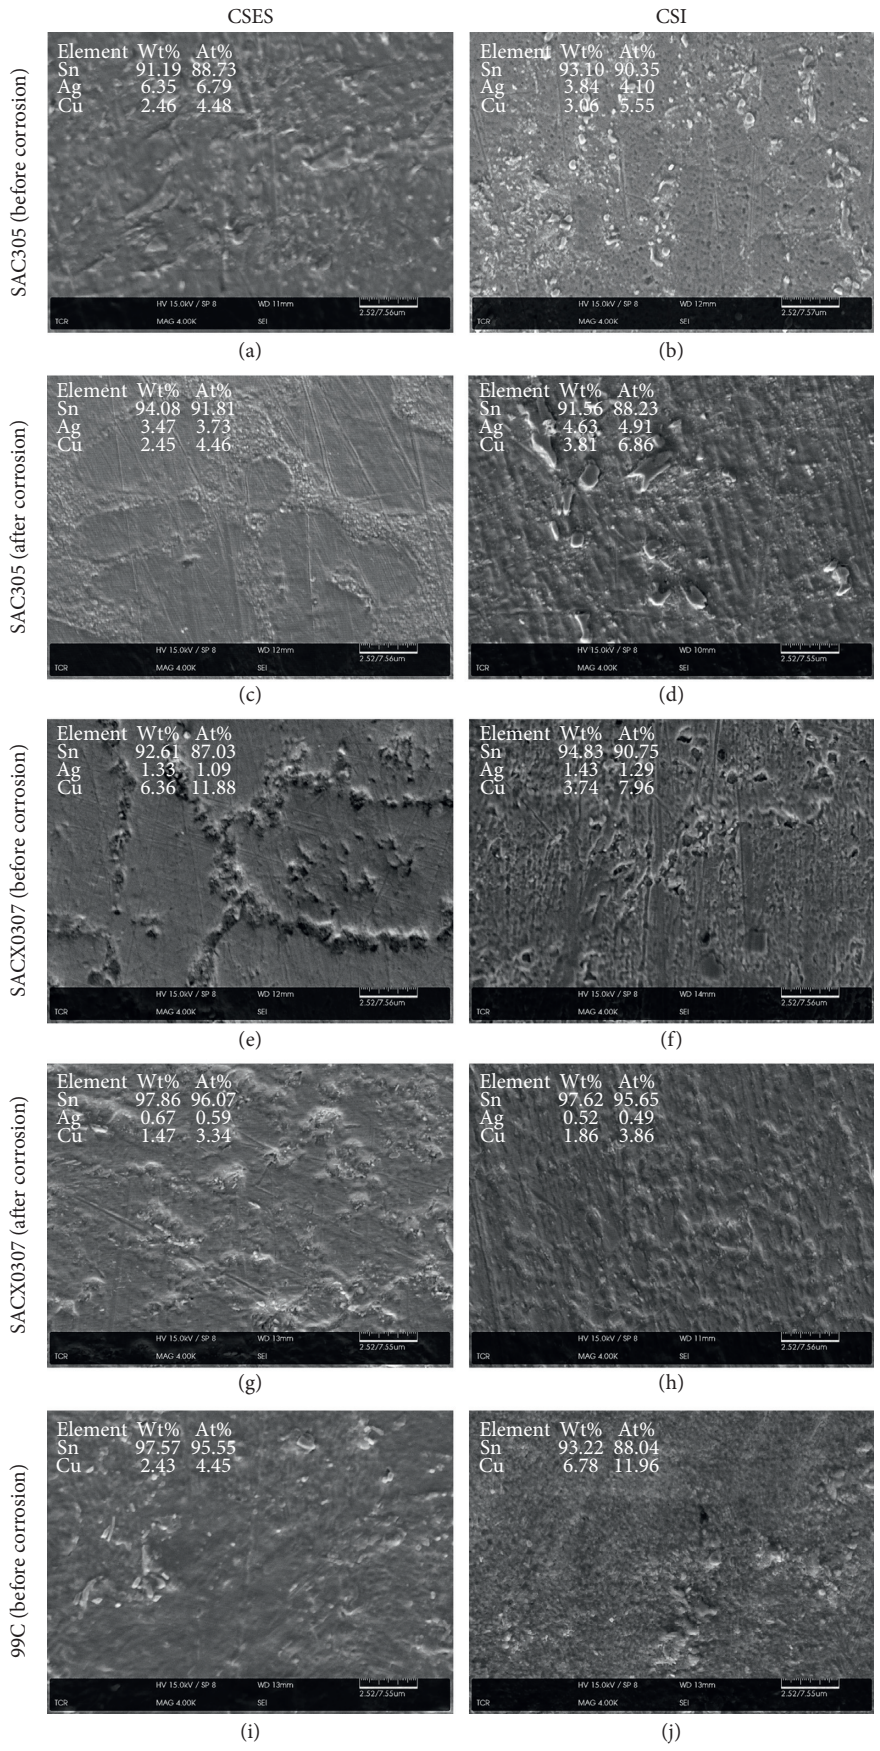 CSES CSI
SAC305 (before corrosion)
Element Wt% At%
Sn 91.19 88.73
Ag 6.35 6.79
Cu 2.46 4.48
HV 15.0kV / SP 8 WD 11mm 2.52/7.56um
TCR MAG 4.00K SEI
(a)
Element Wt% At%
Sn 93.10 90.35
Ag 3.84 4.10
Cu 3.06 5.55
HV 15.0kV / SP 8 WD 12mm 2.52/7.57um
TCR MAG 4.00K SEI
(b)
SAC305 (after corrosion)
Element Wt% At%
Sn 94.08 91.81
Ag 3.47 3.73
Cu 2.45 4.46
HV 15.0kV / SP 8 WD 12mm 2.52/7.56um
TCR MAG 4.00K SEI
(c)
Element Wt% At%
Sn 91.56 88.23
Ag 4.63 4.91
Cu 3.81 6.86
HV 15.0kV / SP 8 WD 10mm 2.52/7.55um
TCR MAG 4.00K SEI
(d)
SACX0307 (before corrosion)
Element Wt% At%
Sn 92.61 87.03
Ag 1.33 1.09
Cu 6.36 11.88
HV 15.0kV / SP 8 WD 12mm 2.52/7.56um
TCR MAG 4.00K SEI
(e)
Element Wt% At%
Sn 94.83 90.75
Ag 1.43 1.29
Cu 3.74 7.96
HV 15.0kV / SP 8 WD 14mm 2.52/7.56um
TCR MAG 4.00K SEI
(f)
SACX0307 (after corrosion)
Element Wt% At%
Sn 97.86 96.07
Ag 0.67 0.59
Cu 1.47 3.34
HV 15.0kV / SP 8 WD 13mm 2.52/7.55um
TCR MAG 4.00K SEI
(g)
Element Wt% At%
Sn 97.62 95.65
Ag 0.52 0.49
Cu 1.86 3.86
HV 15.0kV / SP 8 WD 11mm 2.52/7.56um
TCR MAG 4.00K SEI
(h)
99C (before corrosion)
Element Wt% At%
Sn 97.57 95.55
Cu 2.43 4.45
HV 15.0kV / SP 8 WD 13mm 2.52/7.55um
TCR MAG 4.00K SEI
(i)
Element Wt% At%
Sn 93.22 88.04
Cu 6.78 11.96
HV 15.0kV / SP 8 WD 13mm 2.52/7.55um
TCR MAG 4.00K SEI
(j)